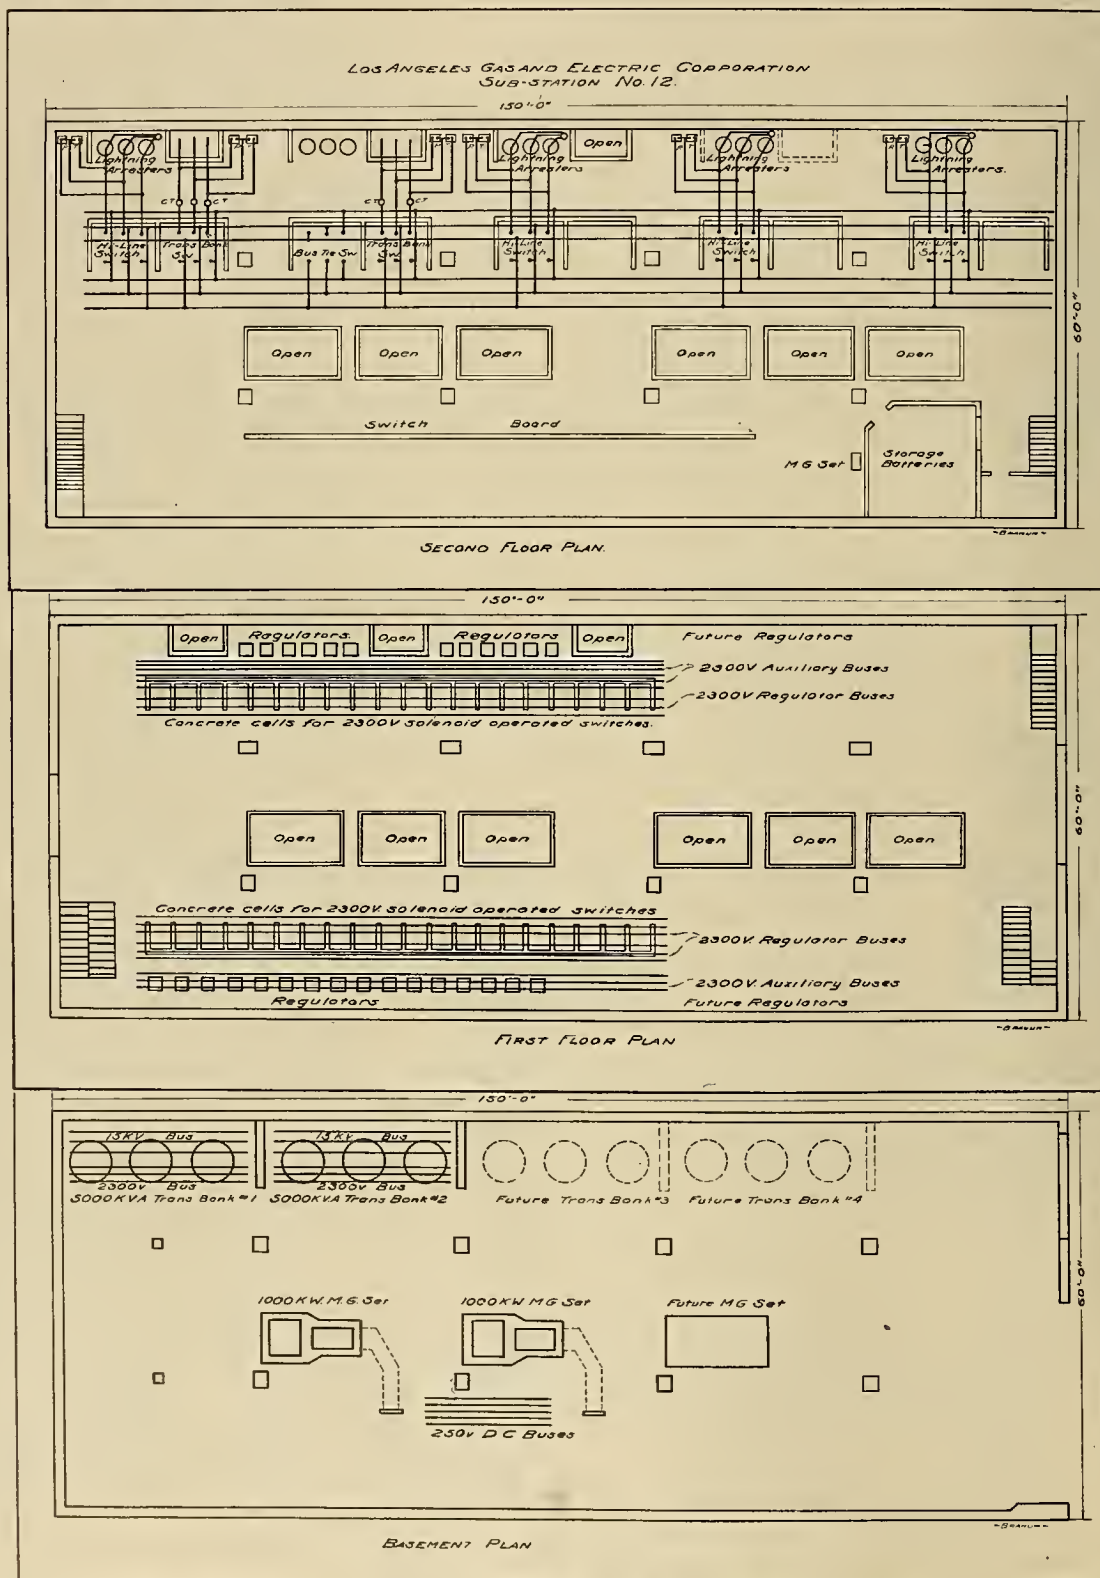 LOS ANGELES GAS AND ELECTRIC CORPORATION
SUB-STATION NO. 12.
150'-0"
Lightning Arresters
Open
Lightning Arresters
Lightning Arresters
Lightning Arresters.
CT
CT
CT
CT
Hi-Line Switch
Trans Bank Sw
Bus Tie Sw
Trans Bank Sw
Hi-Line Switch
Hi-Line Switch
Hi-Line Switch
60'-0"
Open
Open
Open
Open
Open
Open
Switch Board
MG Set
Storage Batteries
SECOND FLOOR PLAN.
150'-0"
Open
Regulators.
Open
Regulators
Open
Future Regulators
2300V Auxiliary Buses
2300V Regulator Buses
Concrete cells for 2300V solenoid operated switches.
60'-0"
Open
Open
Open
Open
Open
Open
Concrete cells for 2300V. solenoid operated switches
2300V. Regulator Buses
2300V. Auxiliary Buses
Regulators
Future Regulators
FIRST FLOOR PLAN
150'-0"
15KV Bus
15KV Bus
2300V Bus
2300V Bus
5000KVA Trans Bank #1
5000KVA Trans Bank #2
Future Trans Bank #3
Future Trans Bank #4
60'-0"
1000KW. M.G. Set
1000KW MG Set
Future MG Set
250V DC Buses
BASEMENT PLAN